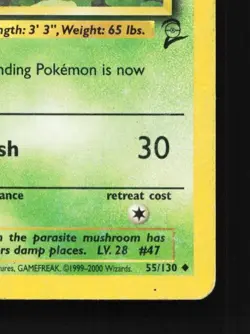 ngth: 3' 3", Weight: 65 lbs.
nding Pokémon is now
sh 30
ance retreat cost
n the parasite mushroom has
rs damp places. LV. 28 #47
ures, GAMEFREAK. ©1999-2000 Wizards. 55/130 ◆